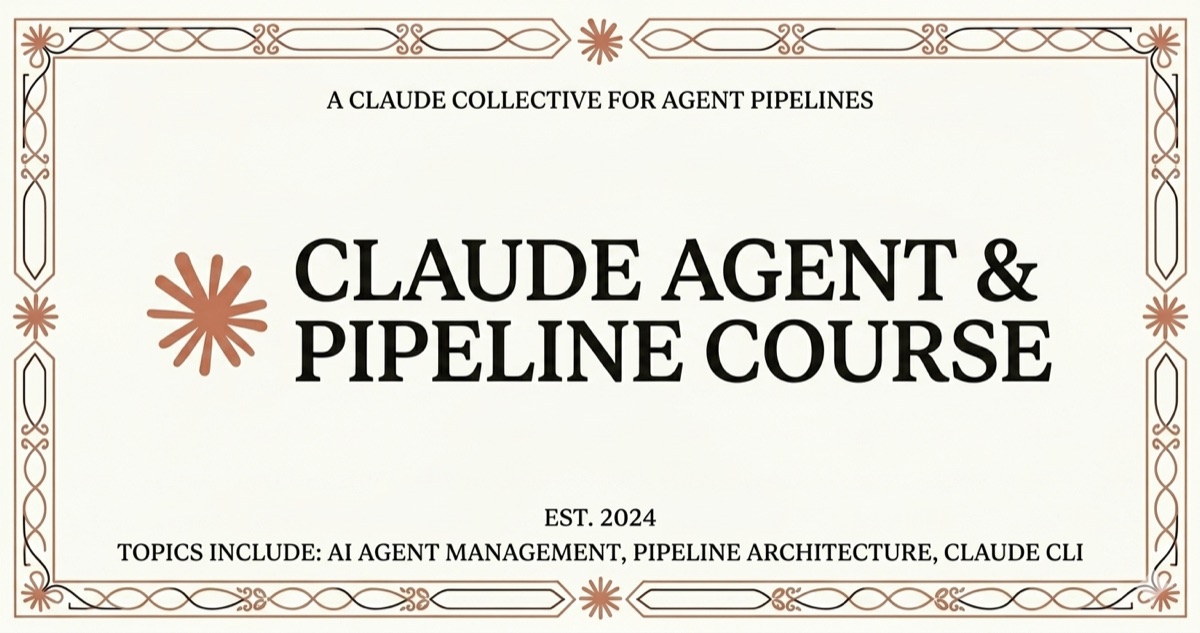 A CLAUDE COLLECTIVE FOR AGENT PIPELINES
CLAUDE AGENT &
PIPELINE COURSE
EST. 2024
TOPICS INCLUDE: AI AGENT MANAGEMENT, PIPELINE ARCHITECTURE, CLAUDE CLI